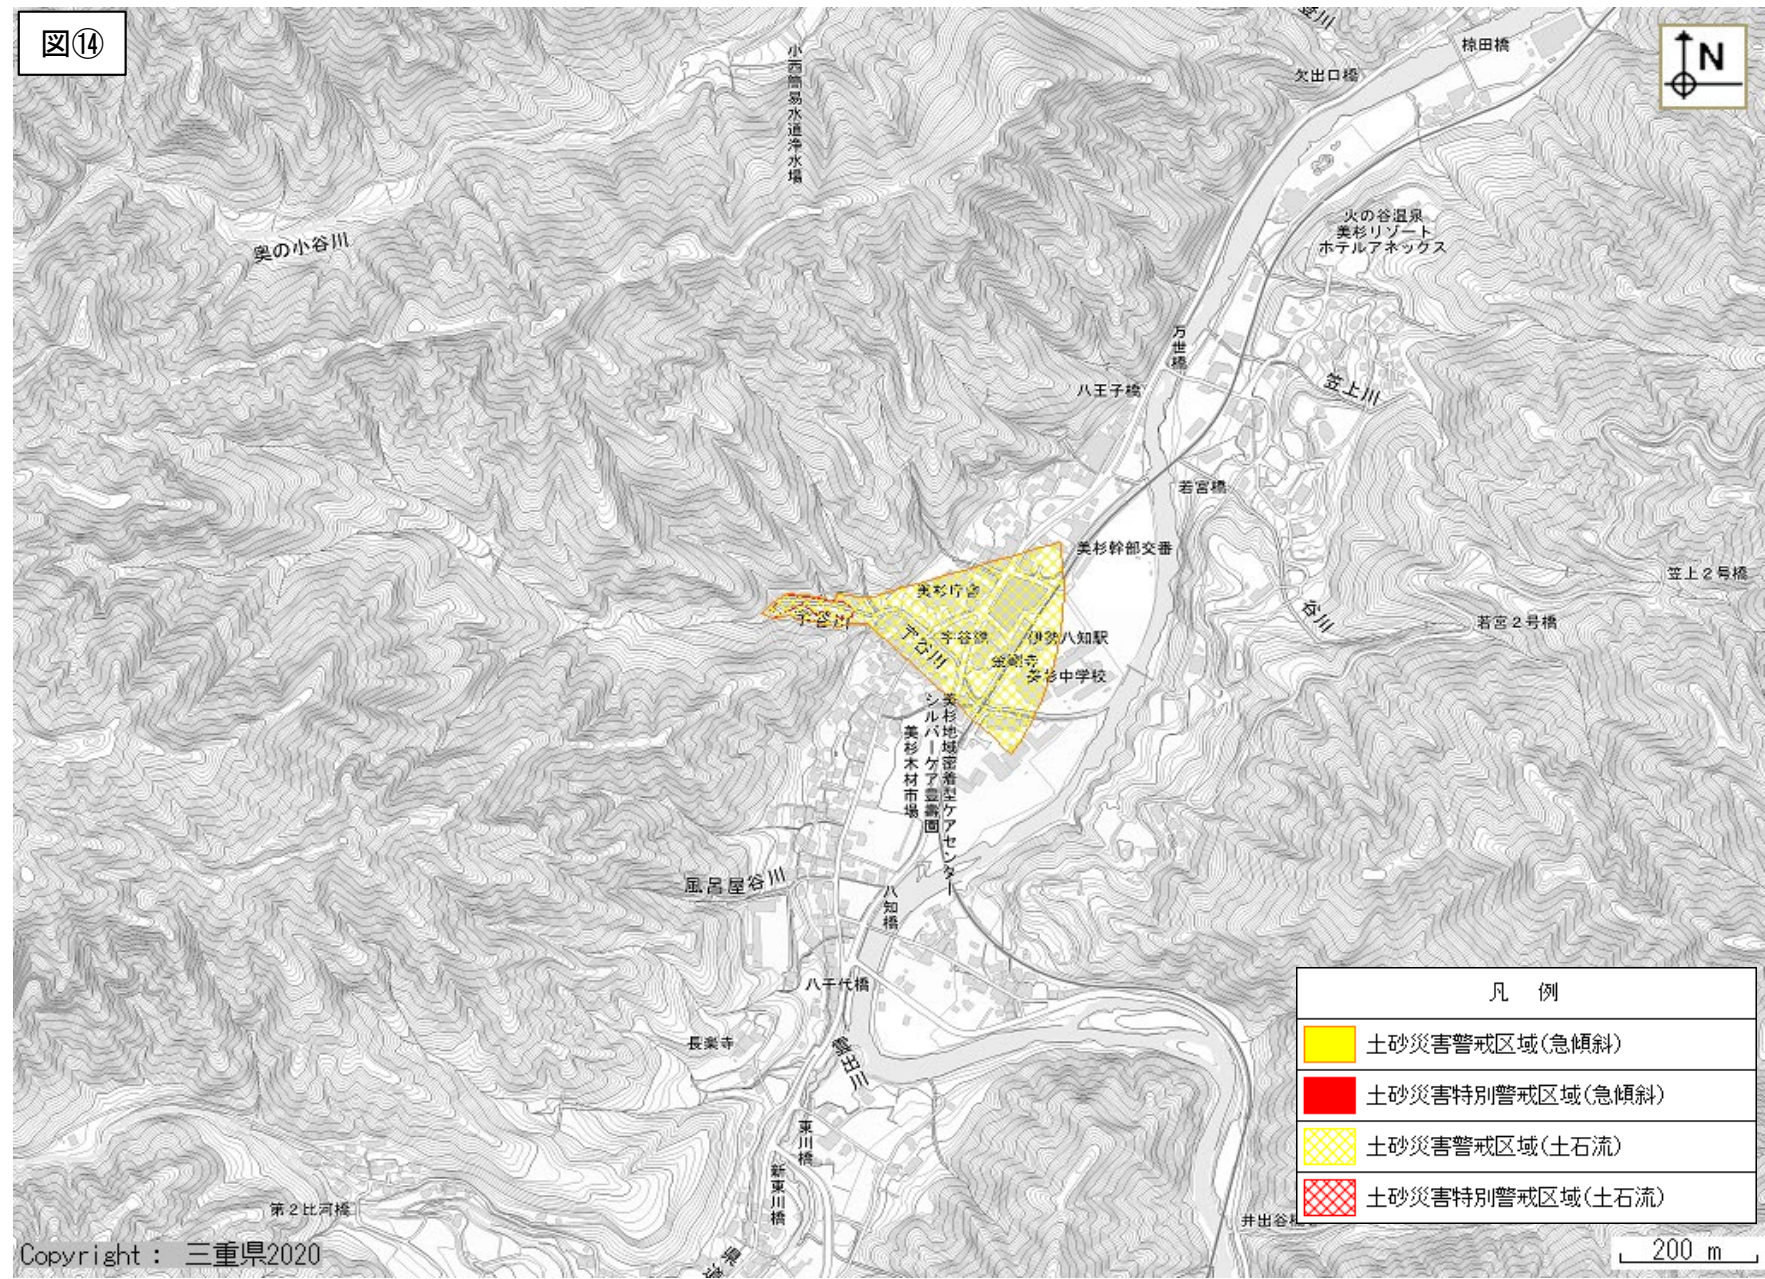 図⑭
登川
椋田橋
欠出口橋
N
小西簡易水道浄水場
奥の小谷川
火の谷温泉
美杉リゾート
ホテルアネックス
万世橋
八王子橋
笠上川
若宮橋
美杉幹部交番
笠上2号橋
美杉庁舎
谷川
若宮2号橋
伊勢八知駅
宇谷川
金剛寺
美杉中学校
美杉地域密着型ケアセンター
シルバーケア豊壽園
美杉木材市場
風呂屋谷川
八知橋
八千代橋
長楽寺
雲出川
東川橋
新東川橋
第2比河橋
県道
凡 例
土砂災害警戒区域(急傾斜)
土砂災害特別警戒区域(急傾斜)
土砂災害警戒区域(土石流)
土砂災害特別警戒区域(土石流)
井出谷
200 m
Copyright : 三重県2020